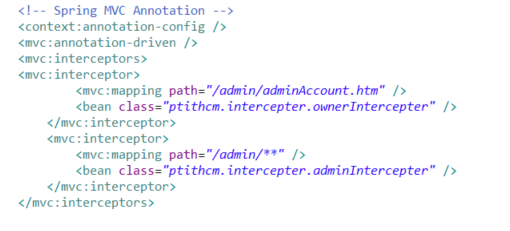 <!-- Spring MVC Annotation -->
<context:annotation-config />
<mvc:annotation-driven />
<mvc:interceptors>
<mvc:interceptor>
<mvc:mapping path="/admin/adminAccount.htm" />
<bean class="ptithcm.intercepter.ownerIntercepter" />
</mvc:interceptor>
<mvc:interceptor>
<mvc:mapping path="/admin/**" />
<bean class="ptithcm.intercepter.adminIntercepter" />
</mvc:interceptor>
</mvc:interceptors>